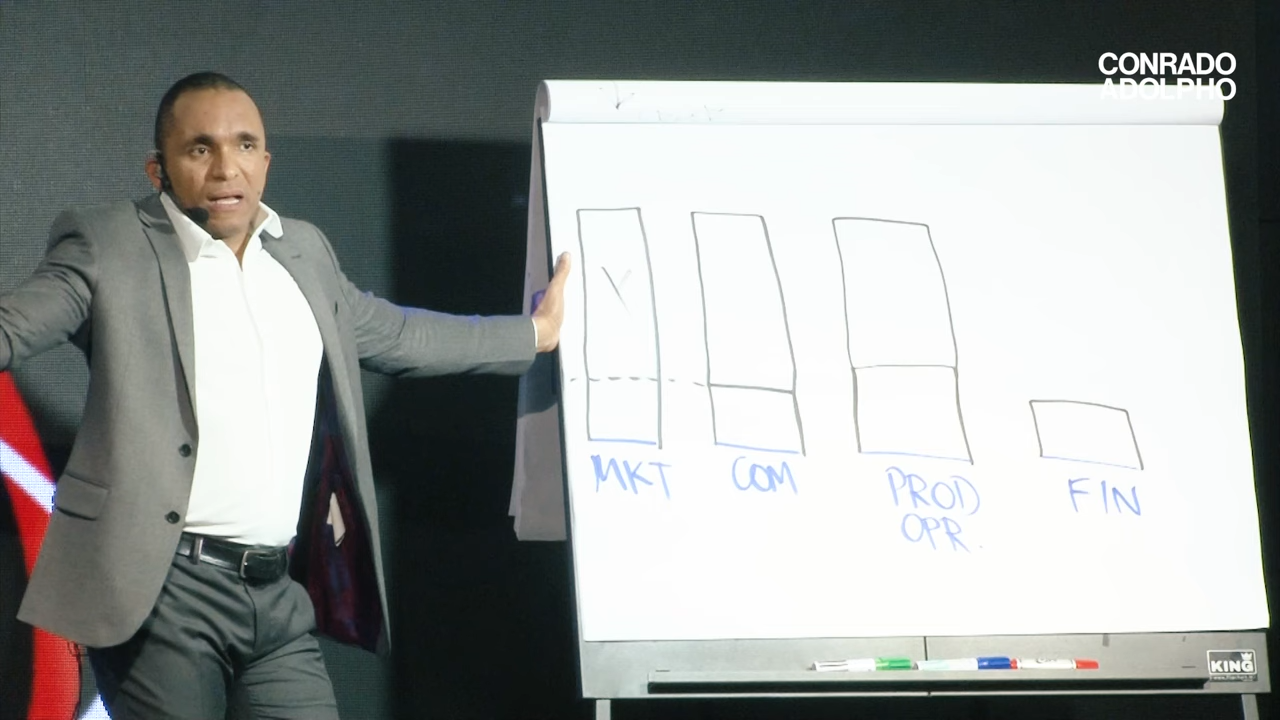 CONRADO
ADOLPHO
MKT
COM
PROD
OPR.
FIN
KING